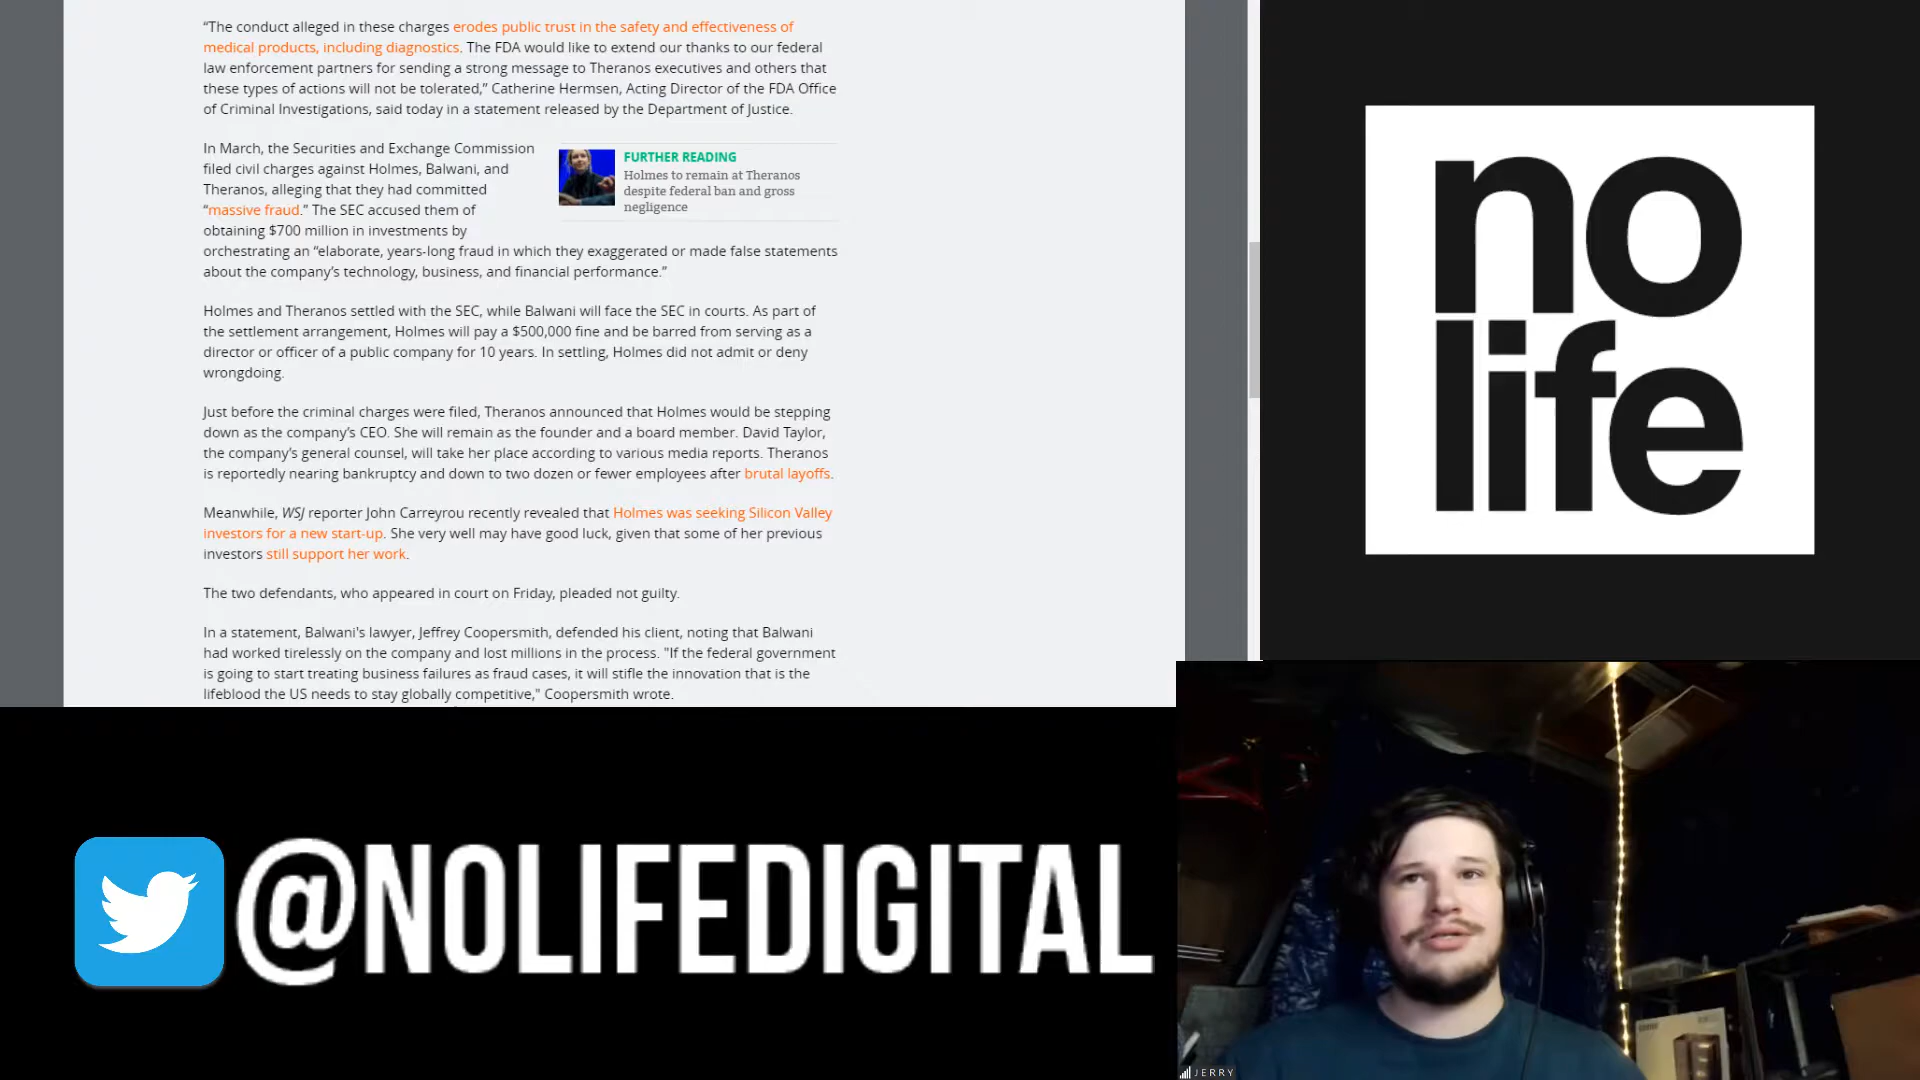 “The conduct alleged in these charges erodes public trust in the safety and effectiveness of
medical products, including diagnostics. The FDA would like to extend our thanks to our federal
law enforcement partners for sending a strong message to Theranos executives and others that
these types of actions will not be tolerated,” Catherine Hermsen, Acting Director of the FDA Office
of Criminal Investigations, said today in a statement released by the Department of Justice.
In March, the Securities and Exchange Commission
filed civil charges against Holmes, Balwani, and
Theranos, alleging that they had committed
“massive fraud.” The SEC accused them of
obtaining $700 million in investments by
orchestrating an “elaborate, years-long fraud in which they exaggerated or made false statements
about the company’s technology, business, and financial performance.”
FURTHER READING
Holmes to remain at Theranos
despite federal ban and gross
negligence
Holmes and Theranos settled with the SEC, while Balwani will face the SEC in courts. As part of
the settlement arrangement, Holmes will pay a $500,000 fine and be barred from serving as a
director or officer of a public company for 10 years. In settling, Holmes did not admit or deny
wrongdoing.
Just before the criminal charges were filed, Theranos announced that Holmes would be stepping
down as the company’s CEO. She will remain as the founder and a board member. David Taylor,
the company’s general counsel, will take her place according to various media reports. Theranos
is reportedly nearing bankruptcy and down to two dozen or fewer employees after brutal layoffs.
Meanwhile, WSJ reporter John Carreyrou recently revealed that Holmes was seeking Silicon Valley
investors for a new start-up. She very well may have good luck, given that some of her previous
investors still support her work.
The two defendants, who appeared in court on Friday, pleaded not guilty.
In a statement, Balwani's lawyer, Jeffrey Coopersmith, defended his client, noting that Balwani
had worked tirelessly on the company and lost millions in the process. "If the federal government
is going to start treating business failures as fraud cases, it will stifle the innovation that is the
lifeblood the US needs to stay globally competitive," Coopersmith wrote.
no
life
@NOLIFEDIGITAL
JERRY